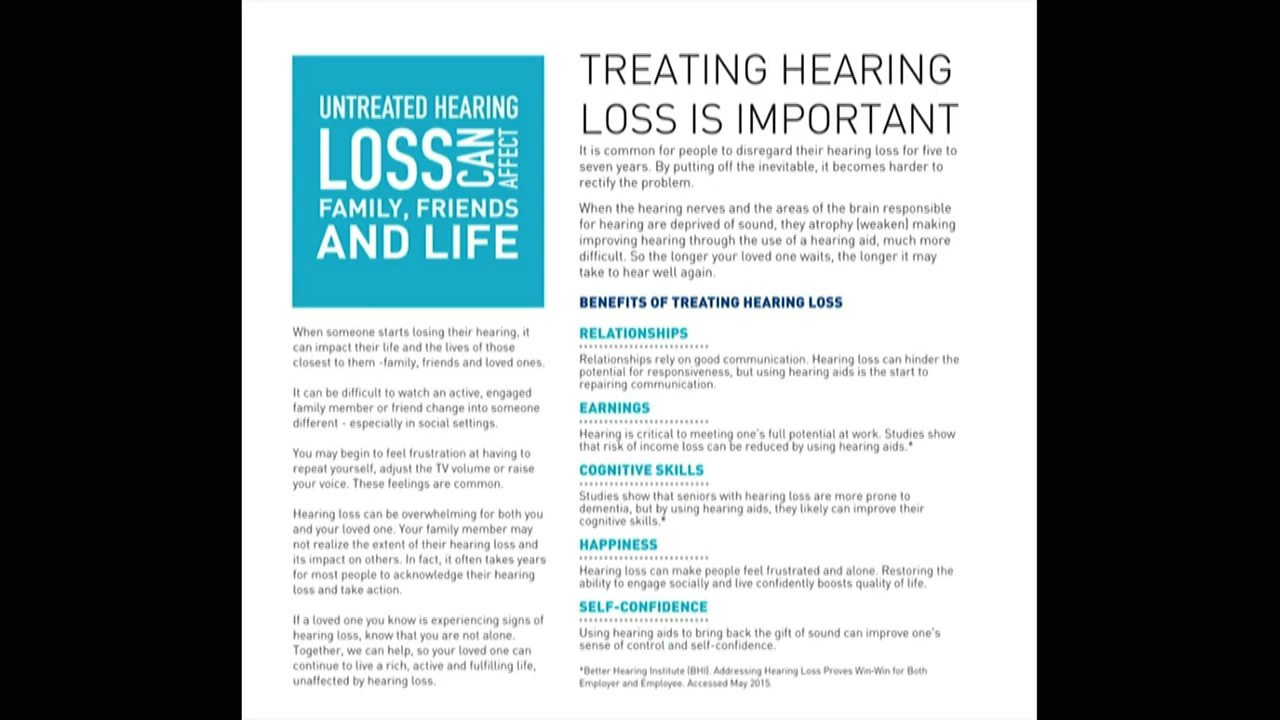 UNTREATED HEARING
LOSS CAN AFFECT
FAMILY, FRIENDS
AND LIFE
When someone starts losing their hearing, it
can impact their life and the lives of those
closest to them -family, friends and loved ones.
It can be difficult to watch an active, engaged
family member or friend change into someone
different - especially in social settings.
You may begin to feel frustration at having to
repeat yourself, adjust the TV volume or raise
your voice. These feelings are common.
Hearing loss can be overwhelming for both you
and your loved one. Your family member may
not realize the extent of their hearing loss and
its impact on others. In fact, it often takes years
for most people to acknowledge their hearing
loss and take action.
If a loved one you know is experiencing signs of
hearing loss, know that you are not alone.
Together, we can help, so your loved one can
continue to live a rich, active and fulfilling life,
unaffected by hearing loss.
TREATING HEARING
LOSS IS IMPORTANT
It is common for people to disregard their hearing loss for five to
seven years. By putting off the inevitable, it becomes harder to
rectify the problem.
When the hearing nerves and the areas of the brain responsible
for hearing are deprived of sound, they atrophy (weaken) making
improving hearing through the use of a hearing aid, much more
difficult. So the longer your loved one waits, the longer it may
take to hear well again.
BENEFITS OF TREATING HEARING LOSS
RELATIONSHIPS
Relationships rely on good communication. Hearing loss can hinder the
potential for responsiveness, but using hearing aids is the start to
repairing communication.
EARNINGS
Hearing is critical to meeting one's full potential at work. Studies show
that risk of income loss can be reduced by using hearing aids.*
COGNITIVE SKILLS
Studies show that seniors with hearing loss are more prone to
dementia, but by using hearing aids, they likely can improve their
cognitive skills.*
HAPPINESS
Hearing loss can make people feel frustrated and alone. Restoring the
ability to engage socially and live confidently boosts quality of life.
SELF-CONFIDENCE
Using hearing aids to bring back the gift of sound can improve one's
sense of control and self-confidence.
*Better Hearing Institute (BHI). Addressing Hearing Loss Proves Win-Win for Both
Employer and Employee. Accessed May 2015.